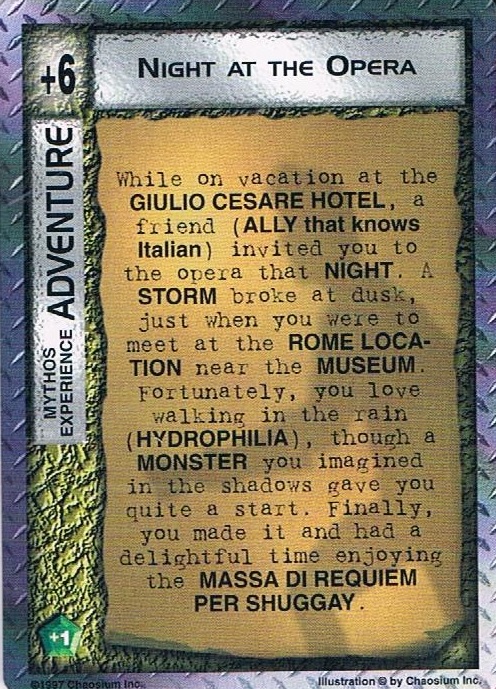 +6
NIGHT AT THE OPERA
MYTHOS
EXPERIENCE
ADVENTURE
While on vacation at the
GIULIO CESARE HOTEL, a
friend (ALLY that knows
Italian) invited you to
the opera that NIGHT. A
STORM broke at dusk,
just when you were to
meet at the ROME LOCA-
TION near the MUSEUM.
Fortunately, you love
walking in the rain
(HYDROPHILIA), though a
MONSTER you imagined
in the shadows gave you
quite a start. Finally,
you made it and had a
delightful time enjoying
the MASSA DI REQUIEM
PER SHUGGAY.
+1
©1997 Chaosium Inc.
Illustration © by Chaosium Inc.